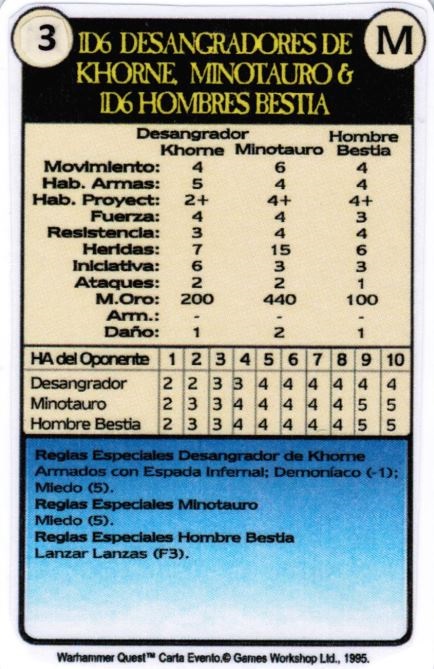 3
1D6 DESANGRADORES DE
M
KHORNE, MINOTAURO &
1D6 HOMBRES BESTIA
Desangrador Hombre
Khorne Minotauro Bestia
Movimiento: 4 6 4
Hab. Armas: 5 4 4
Hab. Proyect: 2+ 4+ 4+
Fuerza: 4 4 3
Resistencia: 3 4 4
Heridas: 7 15 6
Iniciativa: 6 3 3
Ataques: 2 2 1
M.Oro: 200 440 100
Arm.: - - -
Daño: 1 2 1
HA del Oponente 1 2 3 4 5 6 7 8 9 10
Desangrador 2 2 3 3 4 4 4 4 4 4
Minotauro 2 3 3 4 4 4 4 4 5 5
Hombre Bestia 2 3 3 4 4 4 4 4 5 5
Reglas Especiales Desangrador de Khorne
Armados con Espada Infernal; Demoníaco (-1);
Miedo (5).
Reglas Especiales Minotauro
Miedo (5).
Reglas Especiales Hombre Bestia
Lanzar Lanzas (F3).
Warhammer Quest™ Carta Evento.© Games Workshop Ltd., 1995.